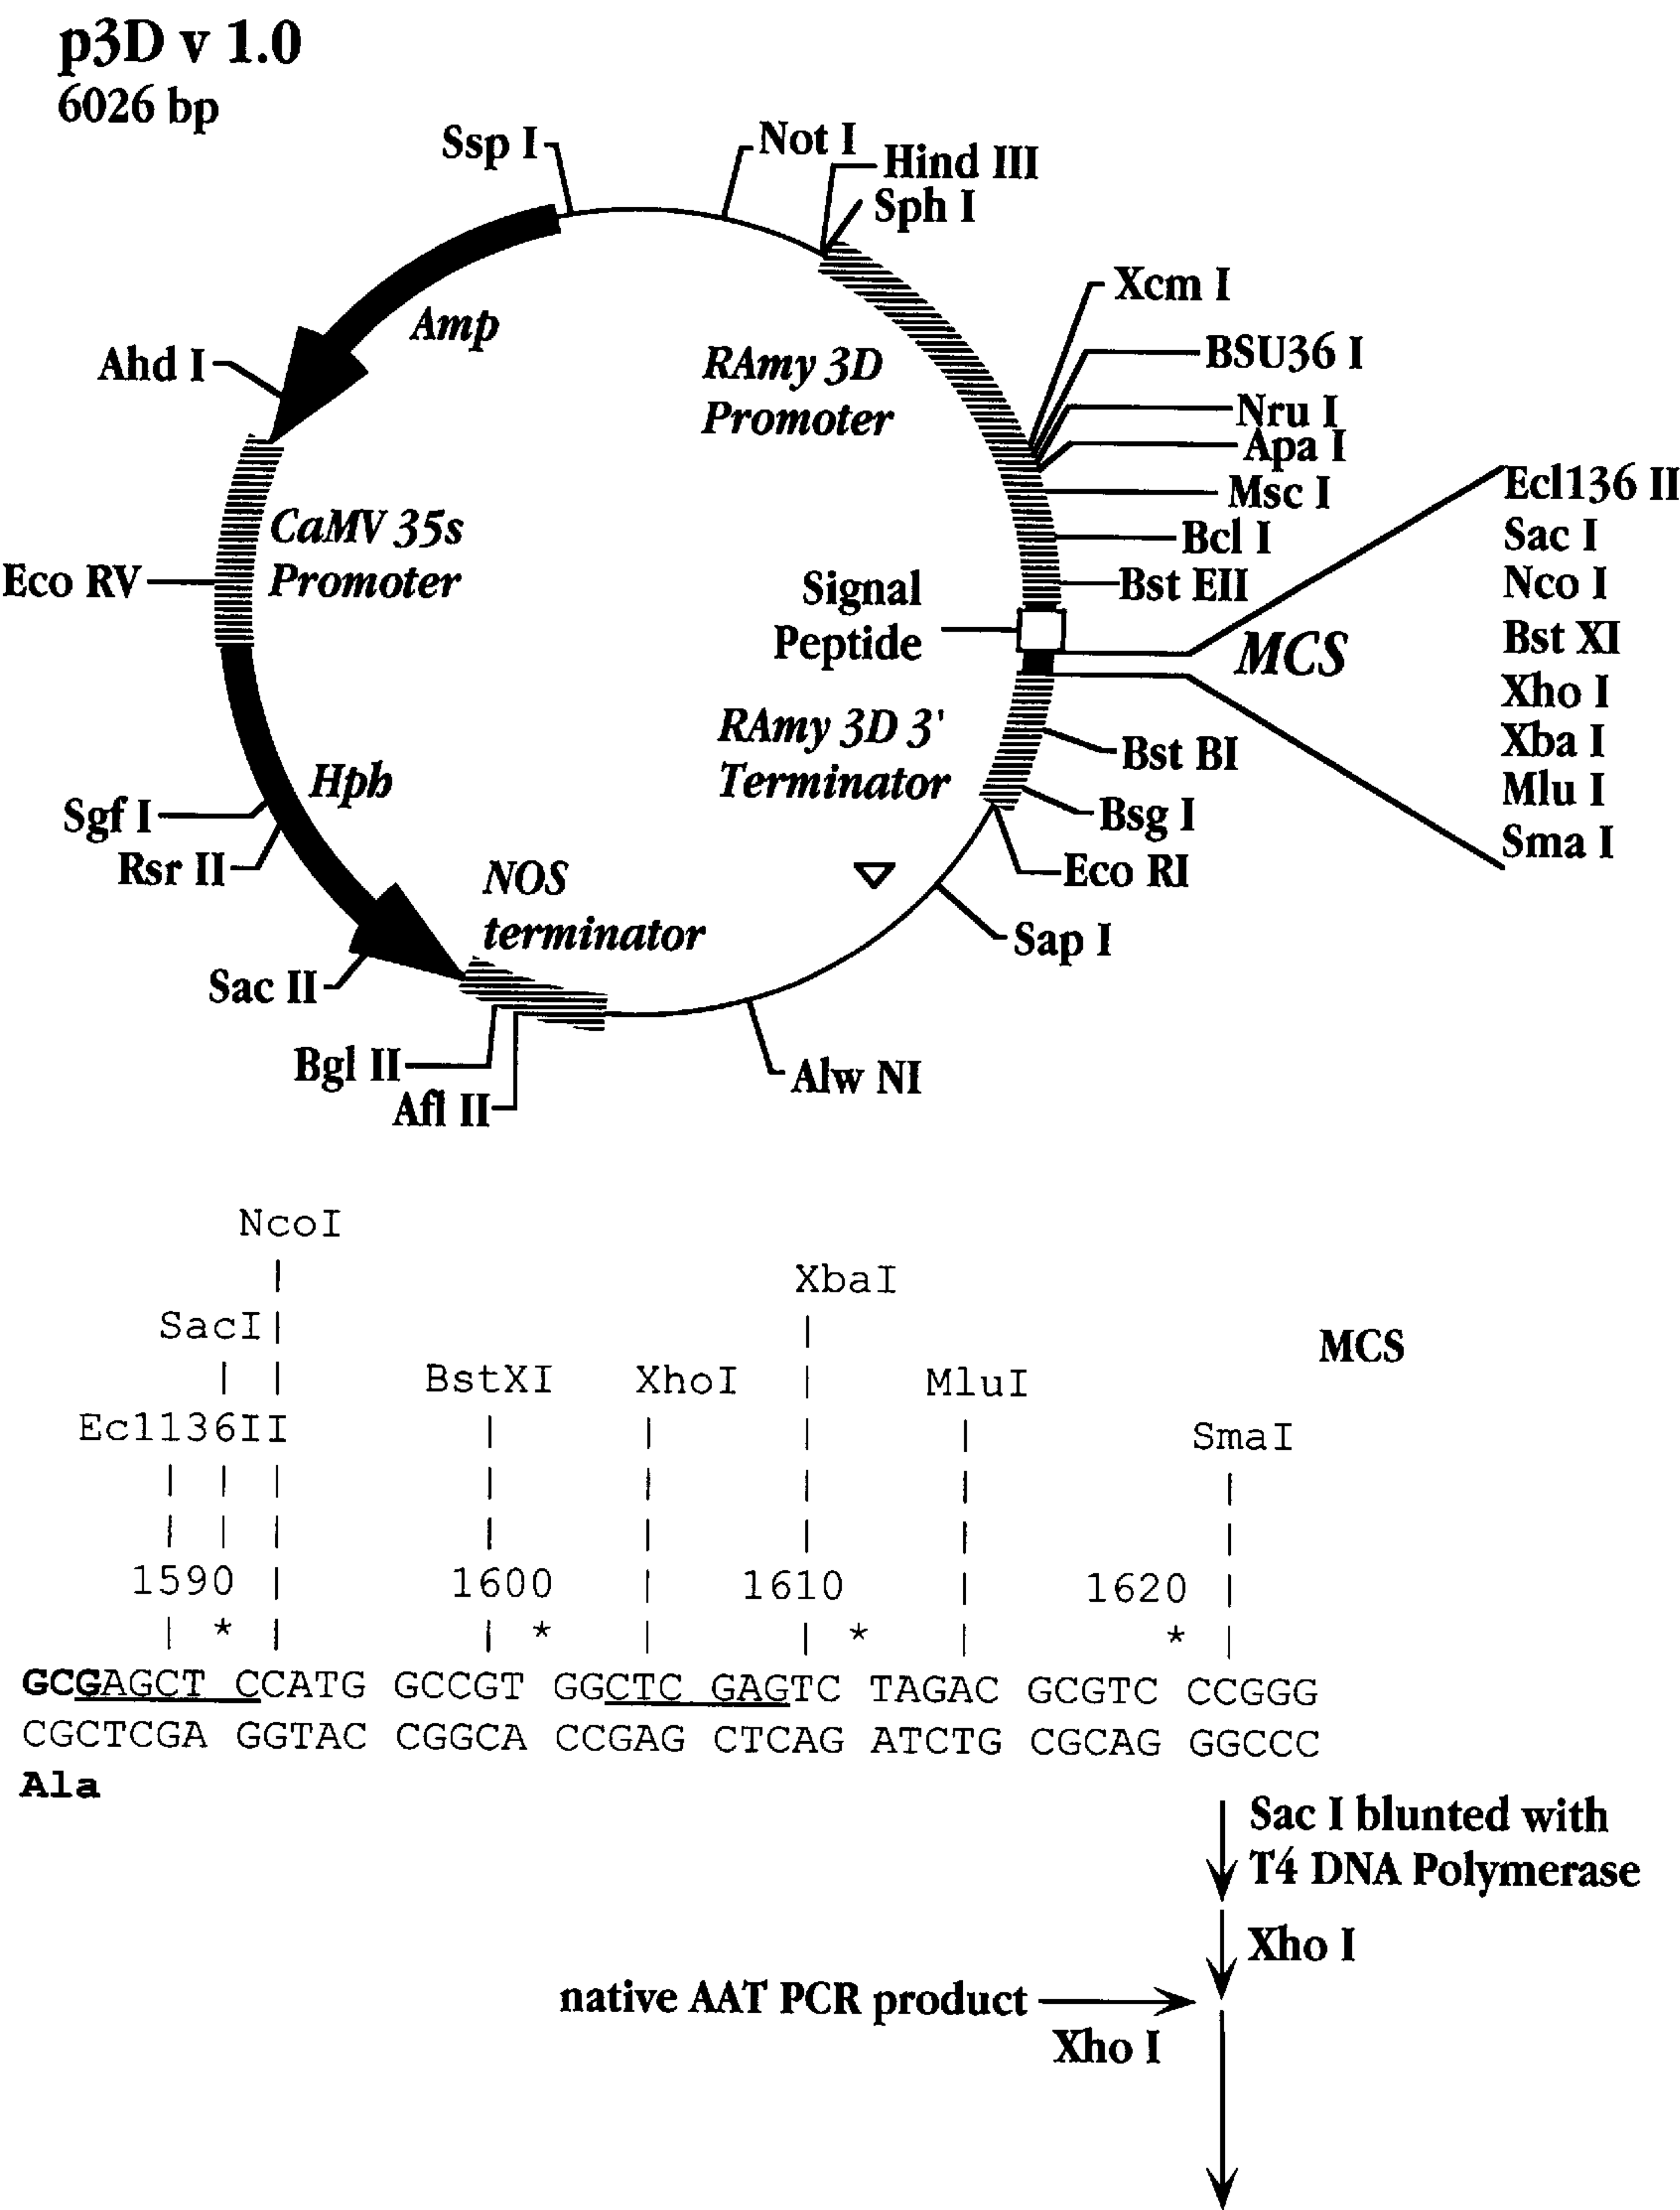 p3D v 1.0
6026 bp
Ssp I
Not I
Hind III
Sph I
Xcm I
BSU36 I
Nru I
Apa I
Msc I
Bcl I
Bst EII
Ahd I
Amp
RAmy 3D
Promoter
CaMV 35s
Promoter
Eco RV
Signal
Peptide
MCS
Ecl136 II
Sac I
Nco I
Bst XI
Xho I
Xba I
Mlu I
Sma I
RAmy 3D 3'
Terminator
Bst BI
Bsg I
Eco RI
Sap I
Hph
Sgf I
Rsr II
NOS
terminator
Sac II
Bgl II
Afl II
Alw NI
NcoI
XbaI
SacI
MCS
BstXI XhoI MluI
Ecl136II
SmaI
1590 1600 1610 1620
* * * *
GCGAGCT CCATG GCCGT GGCTC GAGTC TAGAC GCGTC CCGGG
CGCTCGA GGTAC CGGCA CCGAG CTCAG ATCTG CGCAG GGCCC
Ala
Sac I blunted with
T4 DNA Polymerase
Xho I
native AAT PCR product
Xho I